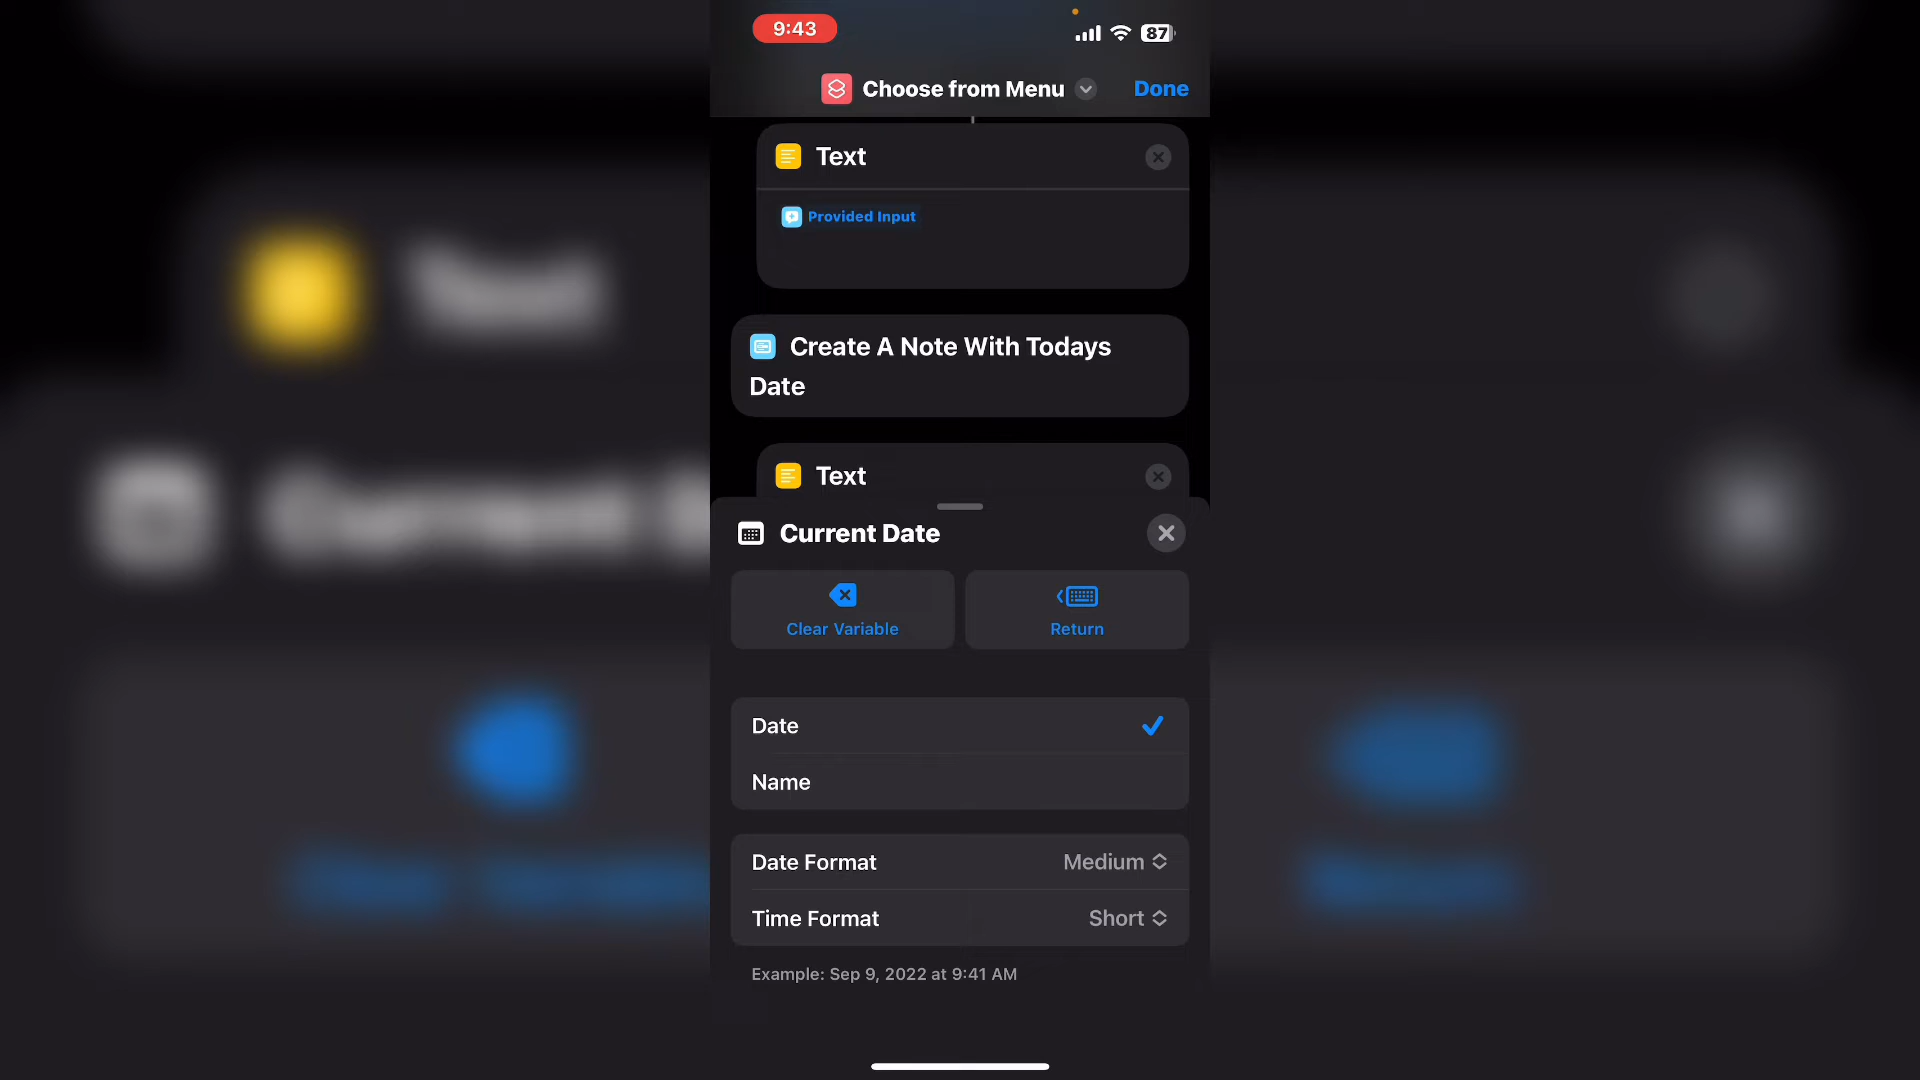 9:43
87
Choose from Menu
Done
Text
Provided Input
Create A Note With Todays
Date
Text
Current Date
Clear Variable
Return
Date
Name
Date Format
Medium
Time Format
Short
Example: Sep 9, 2022 at 9:41 AM